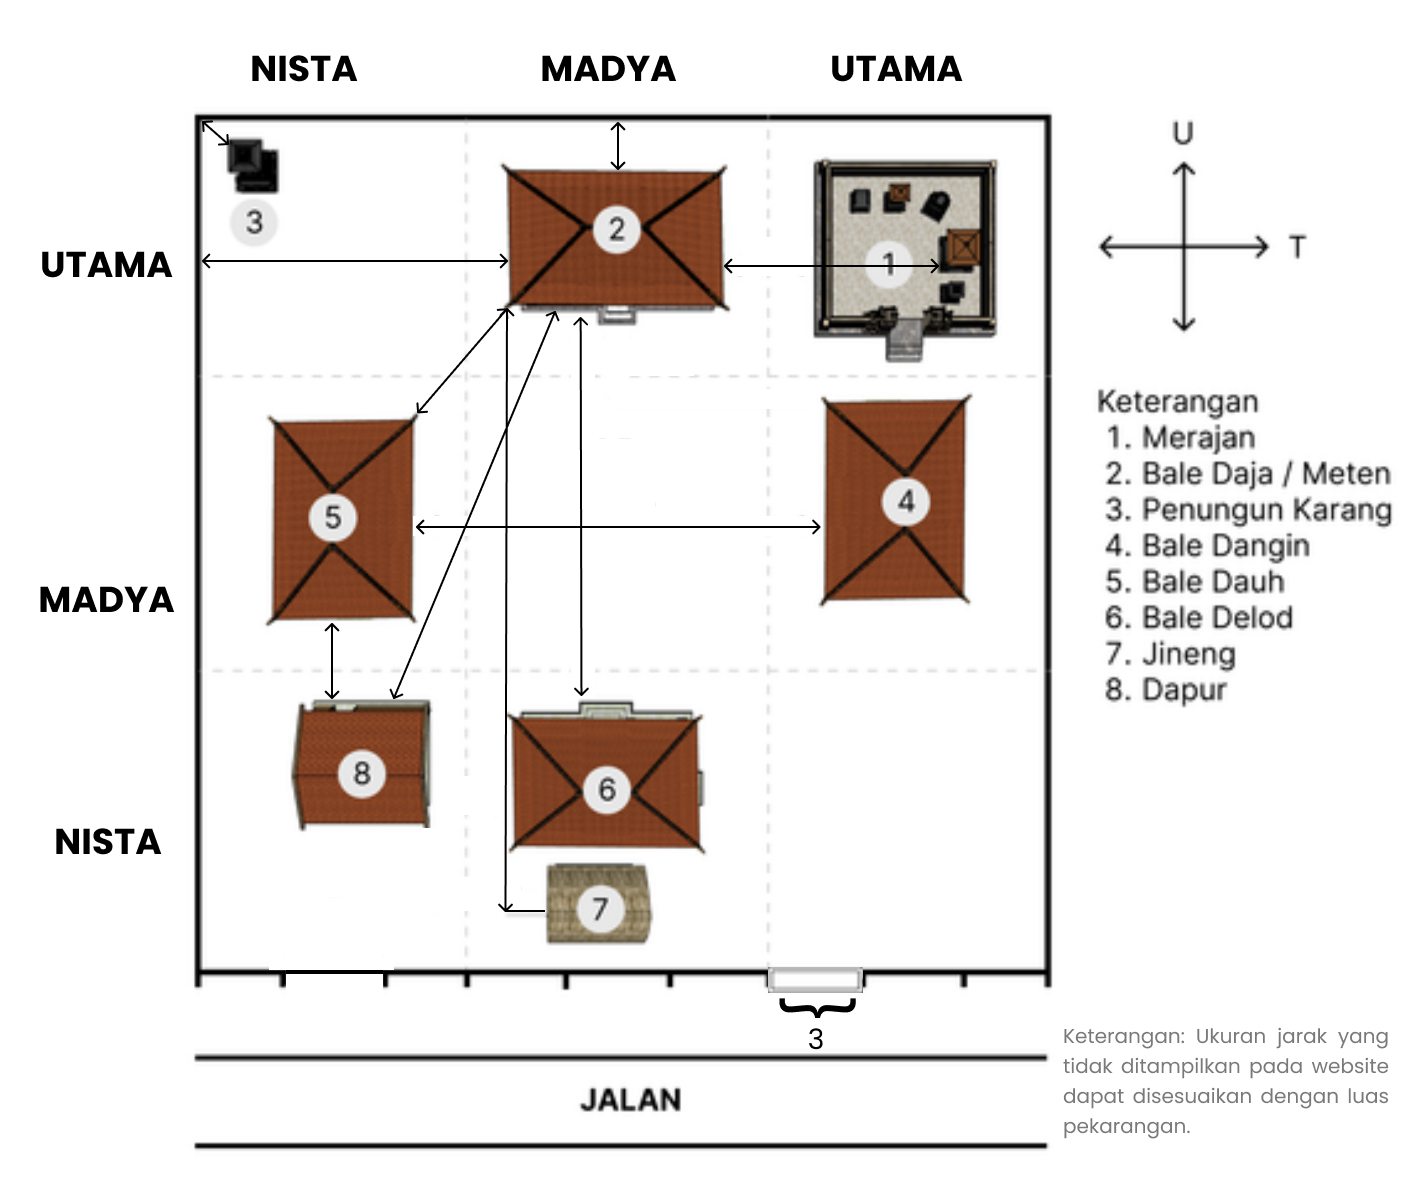 NISTA MADYA UTAMA
U
3
2
UTAMA
1
T
Keterangan
1. Merajan
2. Bale Daja / Meten
3. Penungun Karang
4. Bale Dangin
5. Bale Dauh
6. Bale Delod
7. Jineng
8. Dapur
4
5
MADYA
8
6
NISTA
7
3
JALAN
Keterangan: Ukuran jarak yang
tidak ditampilkan pada website
dapat disesuaikan dengan luas
pekarangan.